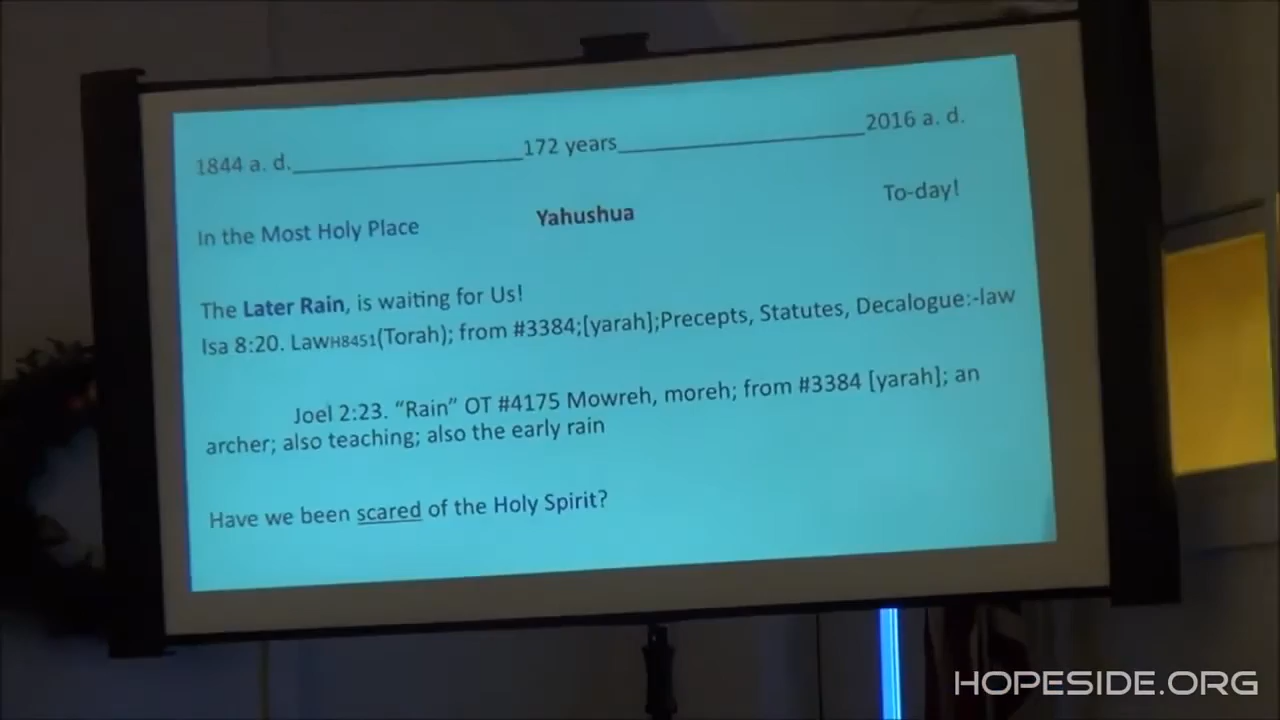 1844 a. d.____________________172 years______________________2016 a. d.
In the Most Holy Place Yahushua To-day!
The Later Rain, is waiting for Us!
Isa 8:20. LawH8451(Torah); from #3384;[yarah];Precepts, Statutes, Decalogue:-law
Joel 2:23. “Rain” OT #4175 Mowreh, moreh; from #3384 [yarah]; an
archer; also teaching; also the early rain
Have we been scared of the Holy Spirit?
HOPESIDE.ORG